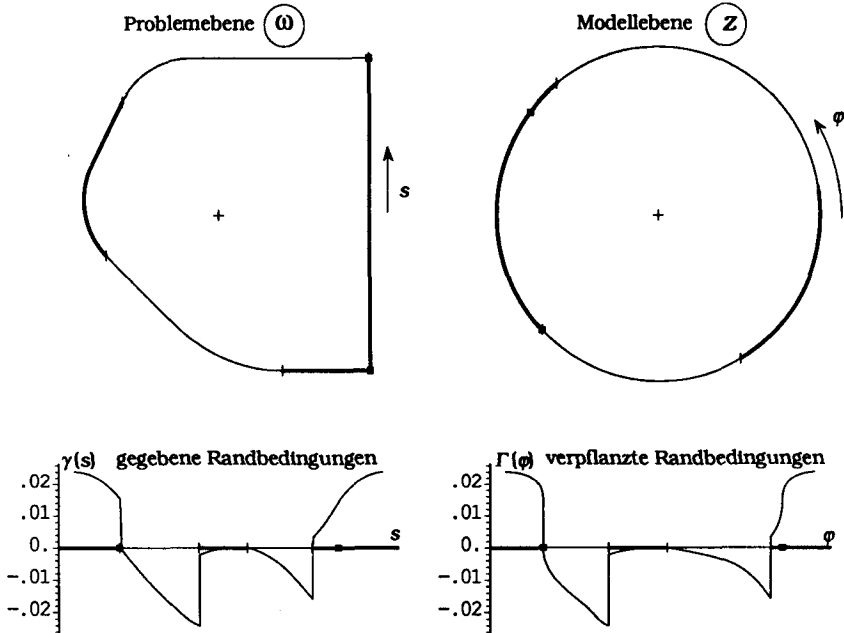 Problemebene ω
Modellebene z
φ
s
γ(s) gegebene Randbedingungen
.02
.01
0.
-.01
-.02
s
Γ(φ) verpflanzte Randbedingungen
.02
.01
0.
-.01
-.02
φ